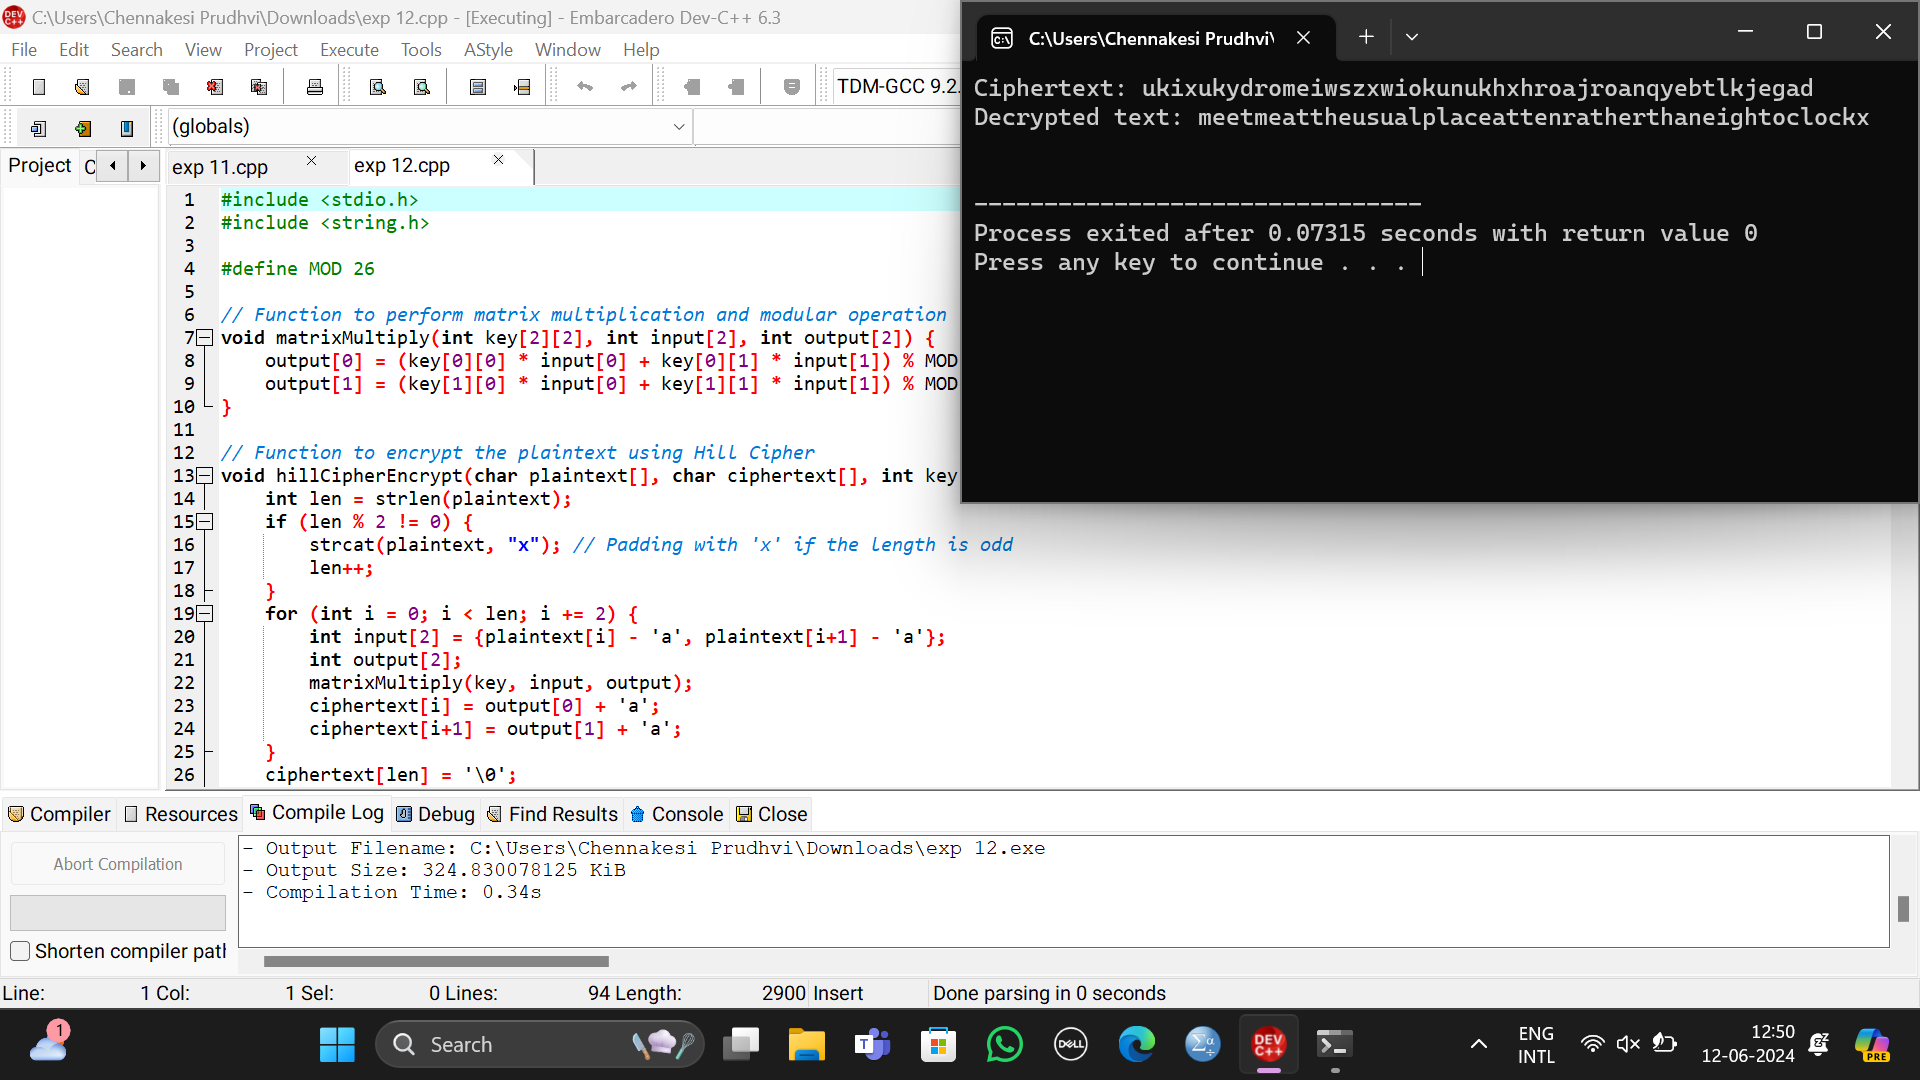 C:\Users\Chennakesi Prudhvi\Downloads\exp 12.cpp - [Executing] - Embarcadero Dev-C++ 6.3
File Edit Search View Project Execute Tools AStyle Window Help
TDM-GCC 9.2.
(globals)
Project
exp 11.cpp
exp 12.cpp
1 #include <stdio.h>
2 #include <string.h>
3
4 #define MOD 26
5
6 // Function to perform matrix multiplication and modular operation
7 void matrixMultiply(int key[2][2], int input[2], int output[2]) {
8 output[0] = (key[0][0] * input[0] + key[0][1] * input[1]) % MOD
9 output[1] = (key[1][0] * input[0] + key[1][1] * input[1]) % MOD
10 }
11
12 // Function to encrypt the plaintext using Hill Cipher
13 void hillCipherEncrypt(char plaintext[], char ciphertext[], int key
14 int len = strlen(plaintext);
15 if (len % 2 != 0) {
16 strcat(plaintext, "x"); // Padding with 'x' if the length is odd
17 len++;
18 }
19 for (int i = 0; i < len; i += 2) {
20 int input[2] = {plaintext[i] - 'a', plaintext[i+1] - 'a'};
21 int output[2];
22 matrixMultiply(key, input, output);
23 ciphertext[i] = output[0] + 'a';
24 ciphertext[i+1] = output[1] + 'a';
25 }
26 ciphertext[len] = '\0';
C:\Users\Chennakesi Prudhvi\
Ciphertext: ukixukydromeiwszxwiokunukhxhroajroanqyebtlkjegad
Decrypted text: meetmeattheusualplaceattenratherthaneightoclockx
--------------------------------
Process exited after 0.07315 seconds with return value 0
Press any key to continue . . .
Compiler Resources Compile Log Debug Find Results Console Close
Abort Compilation
Shorten compiler path
- Output Filename: C:\Users\Chennakesi Prudhvi\Downloads\exp 12.exe
- Output Size: 324.830078125 KiB
- Compilation Time: 0.34s
Line: 1 Col: 1 Sel: 0 Lines: 94 Length: 2900 Insert Done parsing in 0 seconds
1
Search
DELL
DEV C++
ENG
INTL
12:50
12-06-2024
PRE